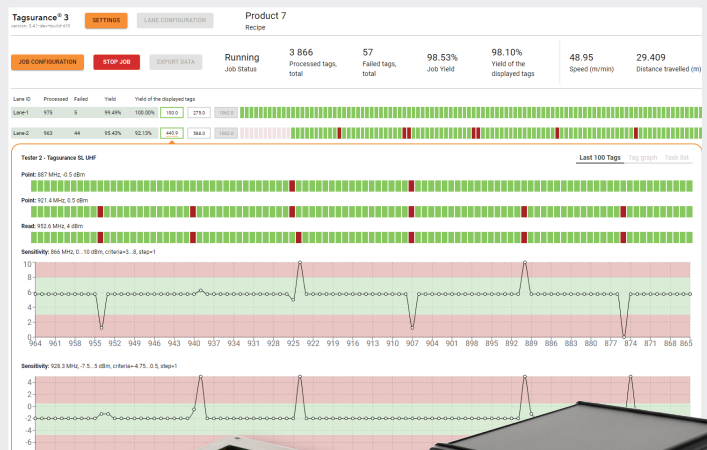 Tagsurance® 3
SETTINGS
LANE CONFIGURATION
Product 7
Recipe
JOB CONFIGURATION
STOP JOB
EXPORT DATA
Running
Job Status
3 866
Processed tags,
total
57
Failed tags,
total
98.53%
Job Yield
98.10%
Yield of the
displayed tags
48.95
Speed (m/min)
29.409
Distance travelled (m)
Lane ID Processed Failed Yield Yield of the displayed tags
Lane-1 975 5 99.49% 100.00% 100.0 279.0 1062.0
Lane-2 963 44 95.43% 92.13% 440.9 588.0 1062.0
Tester 2 - Tagsurance SL UHF
Last 100 Tags Tag graph Task list
Point: 887 MHz, -0.5 dBm
Point: 921.4 MHz, 0.5 dBm
Read: 952.6 MHz, 4 dBm
Sensitivity: 866 MHz, 0...10 dBm, criteria=3...8, step=1
10
8
6
4
2
0
964 961 958 955 952 949 946 943 940 937 934 931 928 925 922 919 916 913 910 907 904 901 898 895 892 889 886 883 880 877 874 871 868 865
Sensitivity: 928.3 MHz, -7.5...5 dBm, criteria=-4.75...0.5, step=1
4
2
0
-2
-4
-6